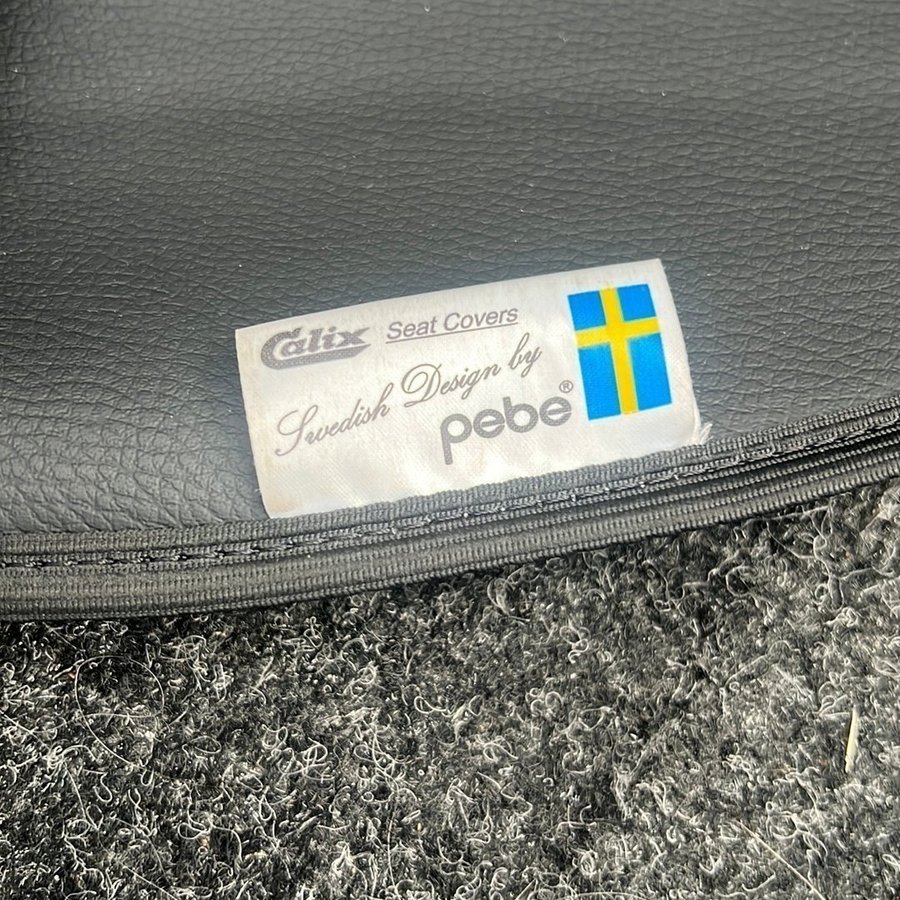 Calix Seat Covers
Swedish Design by
pebe®